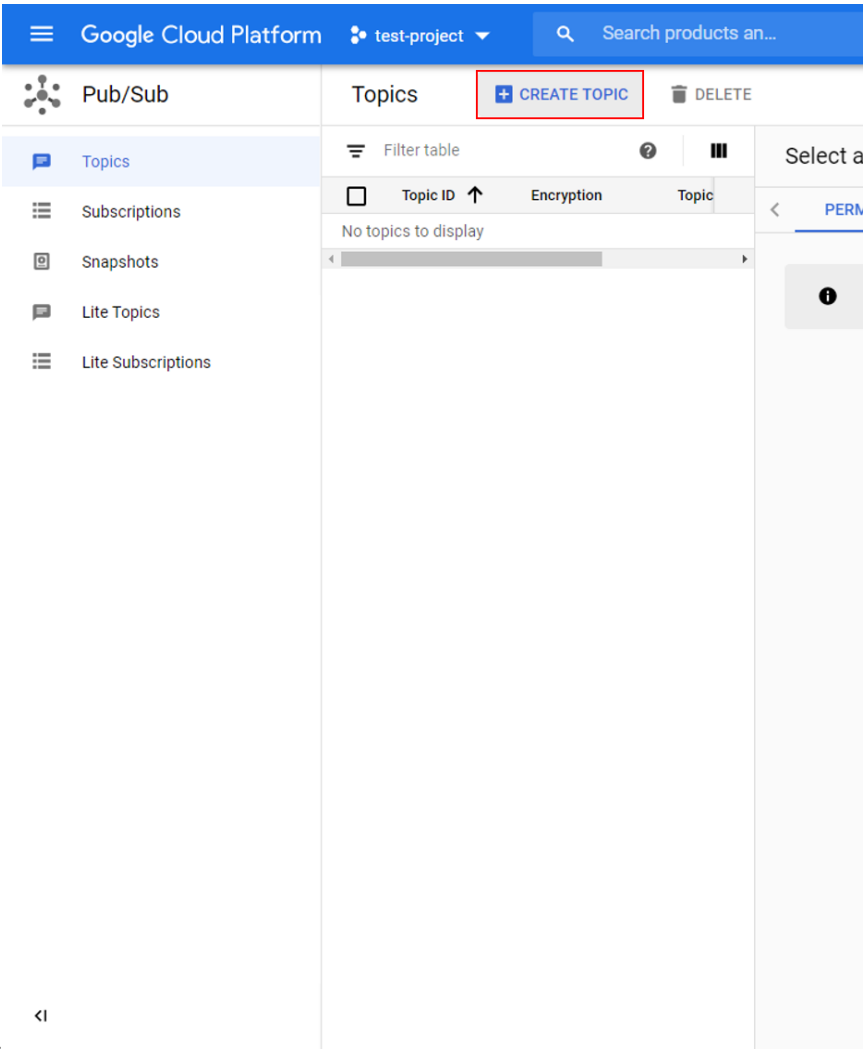 Google Cloud Platform test-project Search products an...
Pub/Sub Topics CREATE TOPIC DELETE
Topics
Subscriptions
Snapshots
Lite Topics
Lite Subscriptions
Filter table
Topic ID Encryption Topic
No topics to display
Select a
PERM